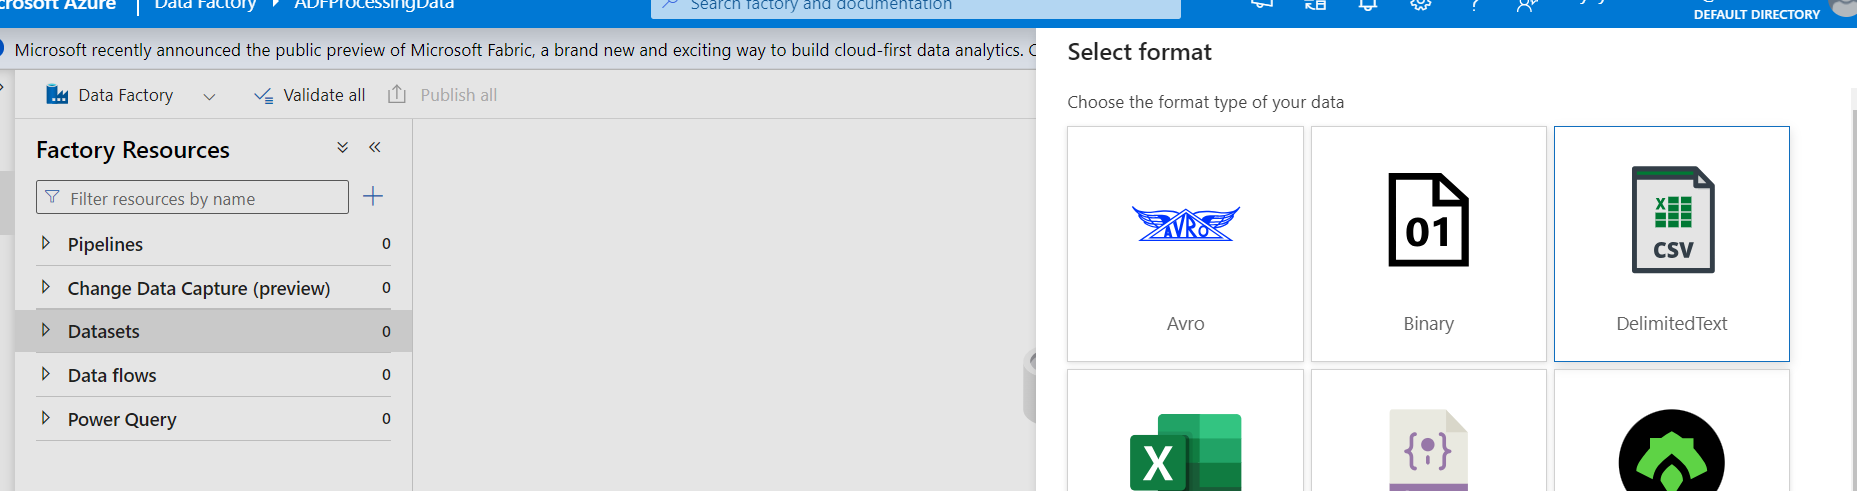 Microsoft Azure Data Factory ADFProcessingData
Search factory and documentation
DEFAULT DIRECTORY
Microsoft recently announced the public preview of Microsoft Fabric, a brand new and exciting way to build cloud-first data analytics.
Data Factory
Validate all
Publish all
Factory Resources
Filter resources by name
Pipelines 0
Change Data Capture (preview) 0
Datasets 0
Data flows 0
Power Query 0
Select format
Choose the format type of your data
AVRO
01
X
CSV
Avro
Binary
DelimitedText
X
{ }